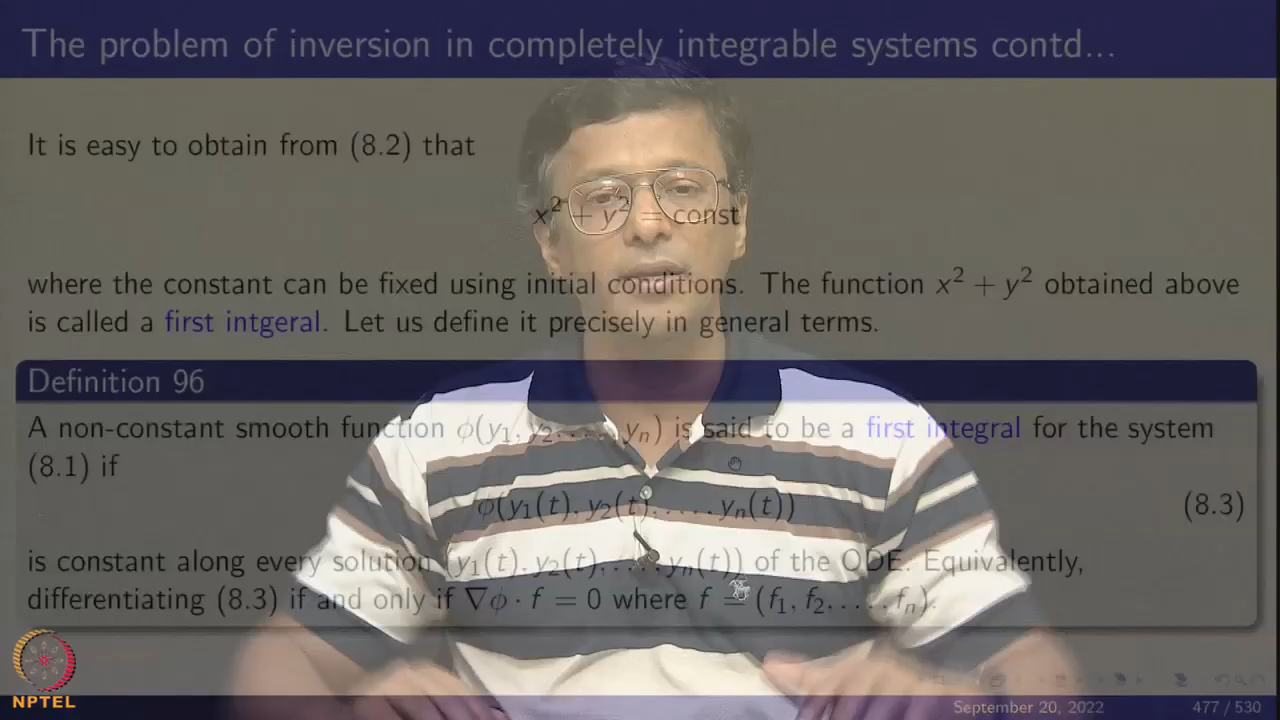 The problem of inversion in completely integrable systems contd...
It is easy to obtain from (8.2) that
x² + y² = const
where the constant can be fixed using initial conditions. The function x² + y² obtained above
is called a first intgeral. Let us define it precisely in general terms.
Definition 96
A non-constant smooth function ϕ(y₁, y₂, . . . , yₙ) is said to be a first integral for the system
(8.1) if
ϕ(y₁(t), y₂(t), . . . , yₙ(t)) (8.3)
is constant along every solution (y₁(t), y₂(t), . . . , yₙ(t)) of the ODE. Equivalently,
differentiating (8.3) if and only if ∇ϕ · f = 0 where f = (f₁, f₂, . . . , fₙ).
NPTEL
September 20, 2022 477 / 530